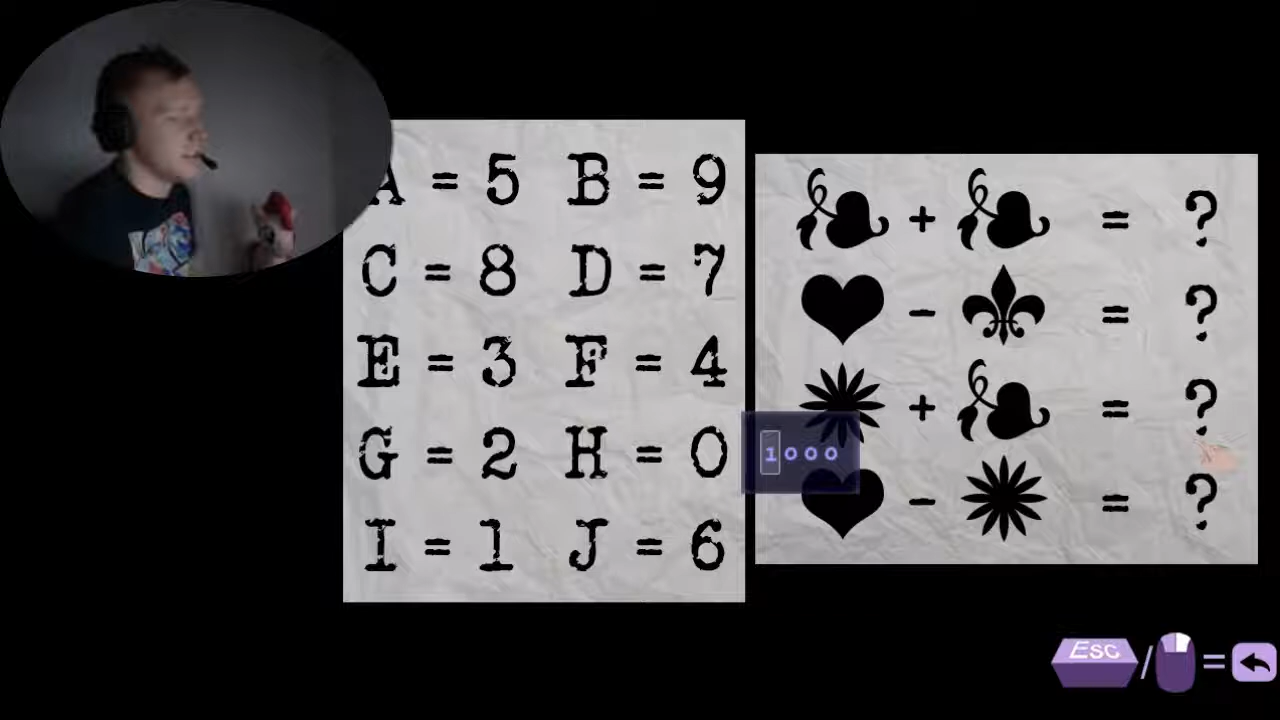 A = 5 B = 9
C = 8 D = 7
E = 3 F = 4
G = 2 H = 0
I = 1 J = 6
+ = ?
- = ?
+ = ?
- = ?
1000
Esc / =